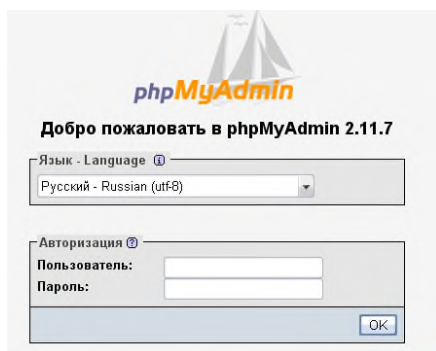 phpMyAdmin
Добро пожаловать в phpMyAdmin 2.11.7
Язык - Language
Русский - Russian (utf-8)
Авторизация
Пользователь:
Пароль:
OK